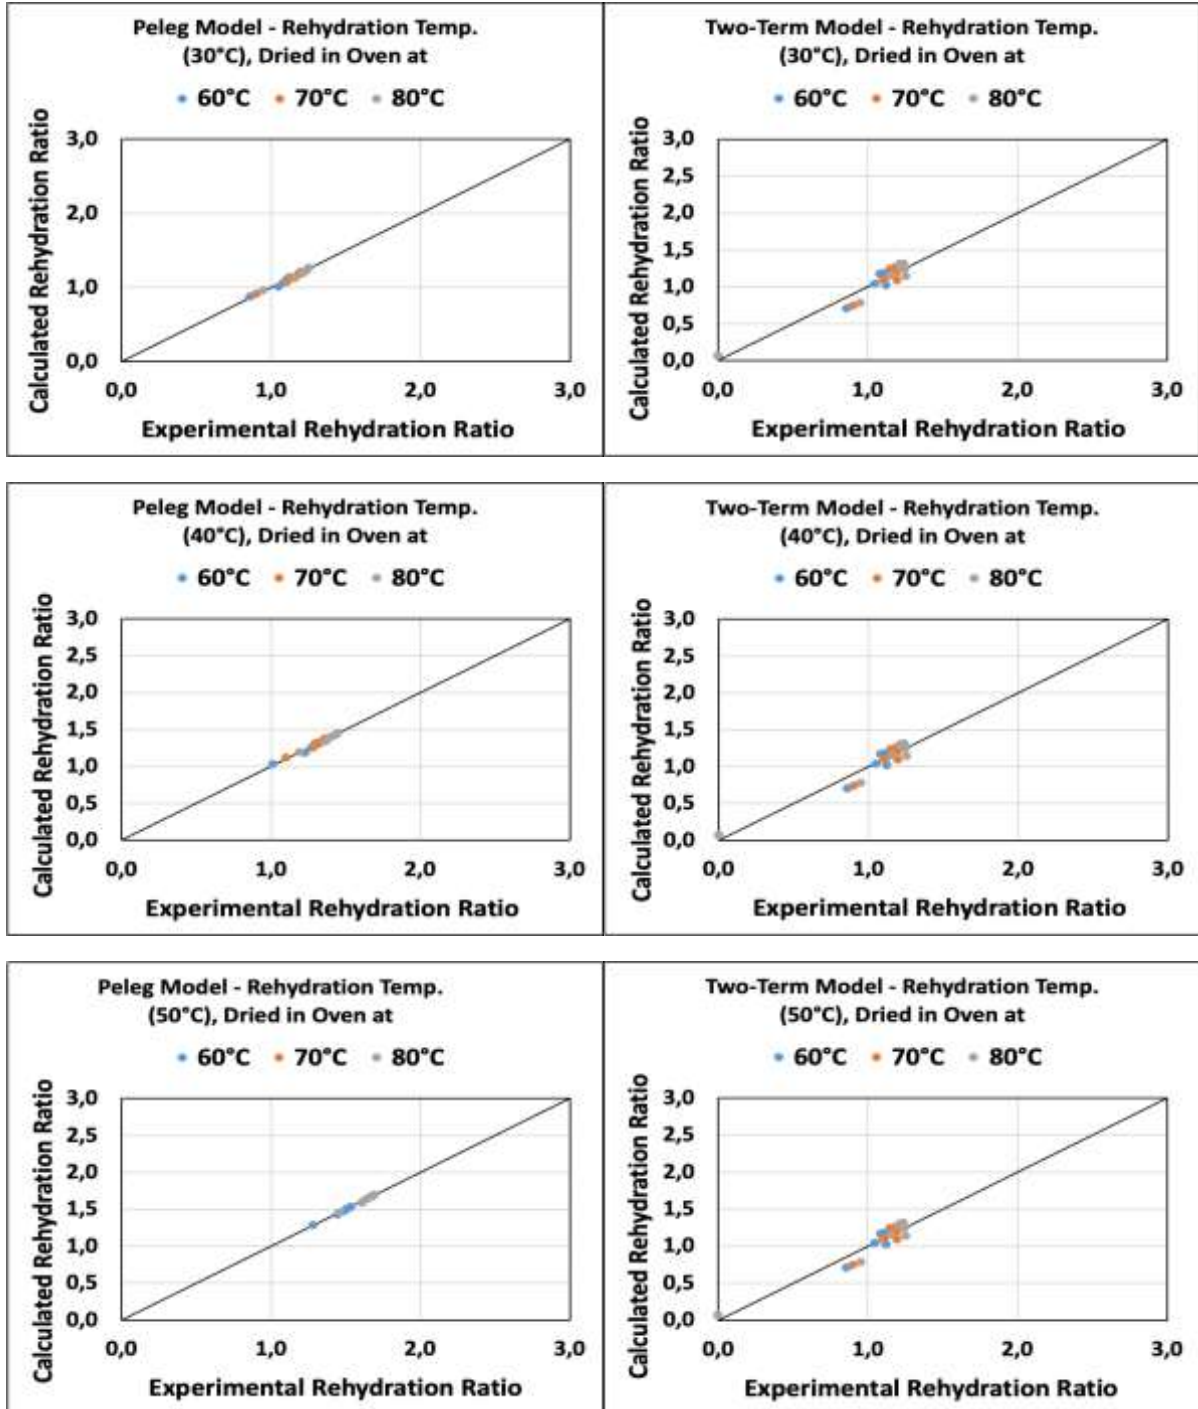 Peleg Model - Rehydration Temp.
(30°C), Dried in Oven at
60°C 70°C 80°C
Calculated Rehydration Ratio
3,0
2,0
1,0
0,0
0,0 1,0 2,0 3,0
Experimental Rehydration Ratio
Two-Term Model - Rehydration Temp.
(30°C), Dried in Oven at
60°C 70°C 80°C
Calculated Rehydration Ratio
3,0
2,5
2,0
1,5
1,0
0,5
0,0
0,0 1,0 2,0 3,0
Experimental Rehydration Ratio
Peleg Model - Rehydration Temp.
(40°C), Dried in Oven at
60°C 70°C 80°C
Calculated Rehydration Ratio
3,0
2,5
2,0
1,5
1,0
0,5
0,0
0,0 1,0 2,0 3,0
Experimental Rehydration Ratio
Two-Term Model - Rehydration Temp.
(40°C), Dried in Oven at
60°C 70°C 80°C
Calculated Rehydration Ratio
3,0
2,5
2,0
1,5
1,0
0,5
0,0
0,0 1,0 2,0 3,0
Experimental Rehydration Ratio
Peleg Model - Rehydration Temp.
(50°C), Dried in Oven at
60°C 70°C 80°C
Calculated Rehydration Ratio
3,0
2,5
2,0
1,5
1,0
0,5
0,0
0,0 1,0 2,0 3,0
Experimental Rehydration Ratio
Two-Term Model - Rehydration Temp.
(50°C), Dried in Oven at
60°C 70°C 80°C
Calculated Rehydration Ratio
3,0
2,5
2,0
1,5
1,0
0,5
0,0
0,0 1,0 2,0 3,0
Experimental Rehydration Ratio